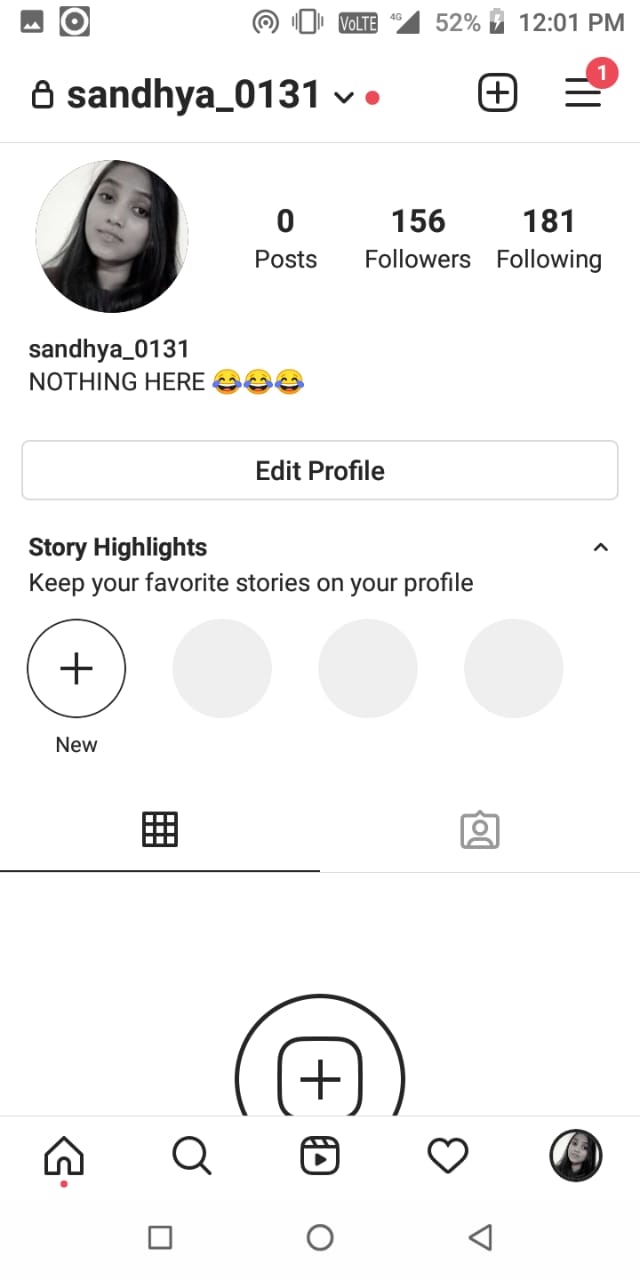 VoLTE 4G 52% 12:01 PM
sandhya_0131 1
0 156 181
Posts Followers Following
sandhya_0131
NOTHING HERE 😂😂😂
Edit Profile
Story Highlights
Keep your favorite stories on your profile
New